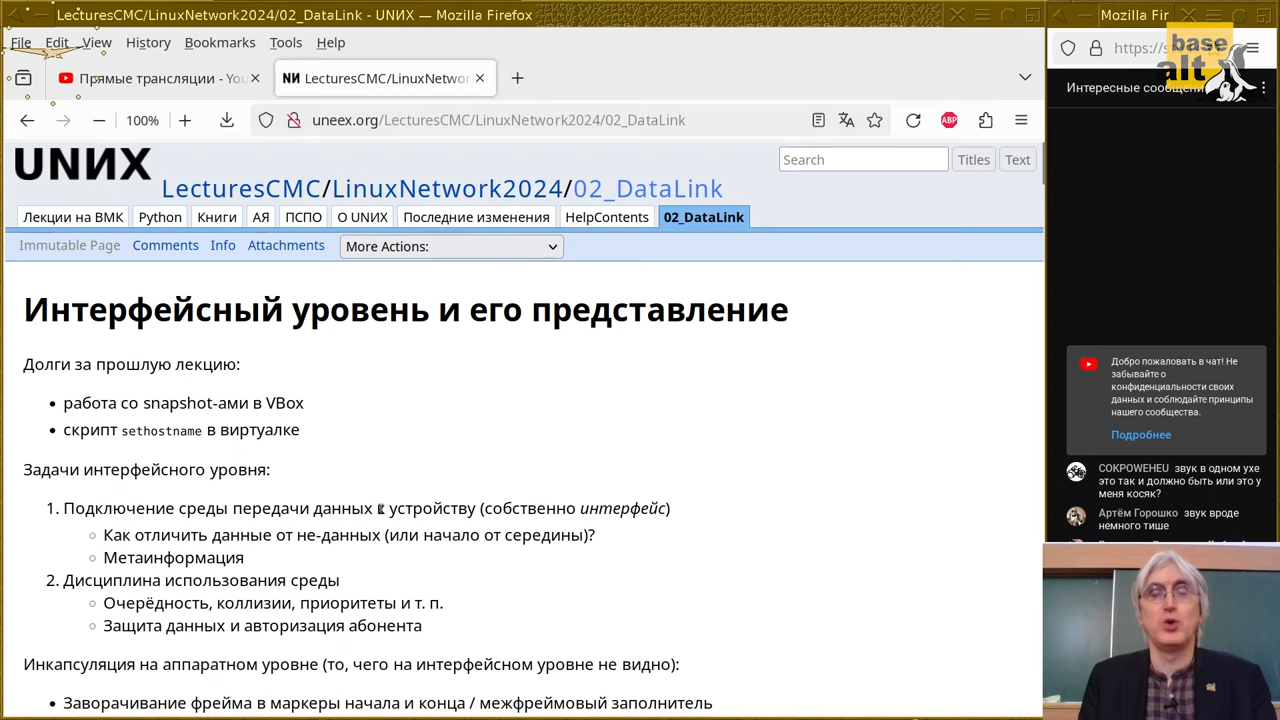 LecturesCMC/LinuxNetwork2024/02_DataLink - UNИX — Mozilla Firefox
File Edit View History Bookmarks Tools Help
Прямые трансляции - You
LecturesCMC/LinuxNetwor
100%
uneex.org/LecturesCMC/LinuxNetwork2024/02_DataLink
ABP
UNИX
LecturesCMC/LinuxNetwork2024/02_DataLink
Search Titles Text
Лекции на ВМК Python Книги АЯ ПСПО О UNИX Последние изменения HelpContents 02_DataLink
Immutable Page Comments Info Attachments More Actions:
Интерфейсный уровень и его представление
Долги за прошлую лекцию:
• работа со snapshot-ами в VBox
• скрипт sethostname в виртуалке
Задачи интерфейсного уровня:
1. Подключение среды передачи данных к устройству (собственно интерфейс)
Как отличить данные от не-данных (или начало от середины)?
Метаинформация
2. Дисциплина использования среды
Очерёдность, коллизии, приоритеты и т. п.
Защита данных и авторизация абонента
Инкапсуляция на аппаратном уровне (то, чего на интерфейсном уровне не видно):
• Заворачивание фрейма в маркеры начала и конца / межфреймовый заполнитель
Mozilla Fir
https://s
base
alt
Интересные сообщени
Добро пожаловать в чат! Не
забывайте о
конфиденциальности своих
данных и соблюдайте принципы
нашего сообщества.
Подробнее
COKPOWEHEU звук в одном ухе
это так и должно быть или это у
меня косяк?
Артём Горошко звук вроде
немного тише